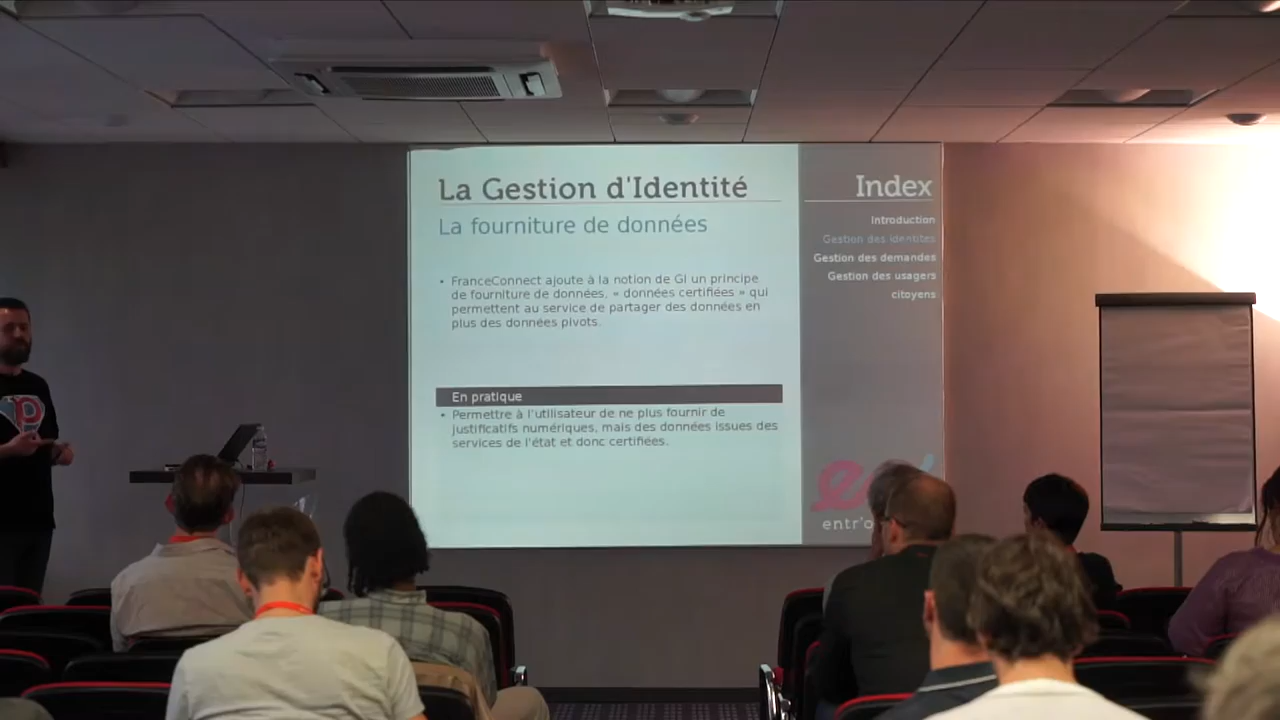 La Gestion d'Identité
La fourniture de données
• FranceConnect ajoute à la notion de GI un principe
de fourniture de données, « données certifiées » qui
permettent au service de partager des données en
plus des données pivots.
En pratique
• Permettre à l'utilisateur de ne plus fournir de
justificatifs numériques, mais des données issues des
services de l'état et donc certifiées.
Index
Introduction
Gestion des identités
Gestion des demandes
Gestion des usagers
citoyens
entr'o